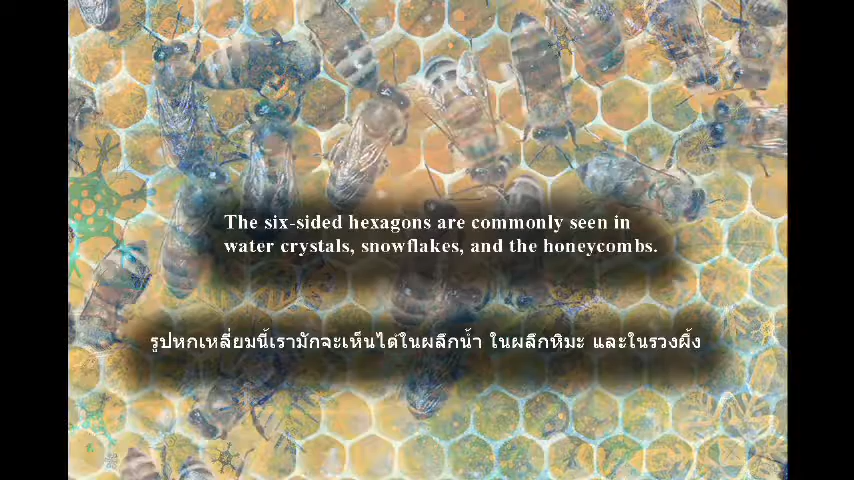 The six-sided hexagons are commonly seen in
water crystals, snowflakes, and the honeycombs.
รูปหกเหลี่ยมนี้เรามักจะเห็นได้ในผลึกน้ำ ในผลึกหิมะ และในรวงผึ้ง